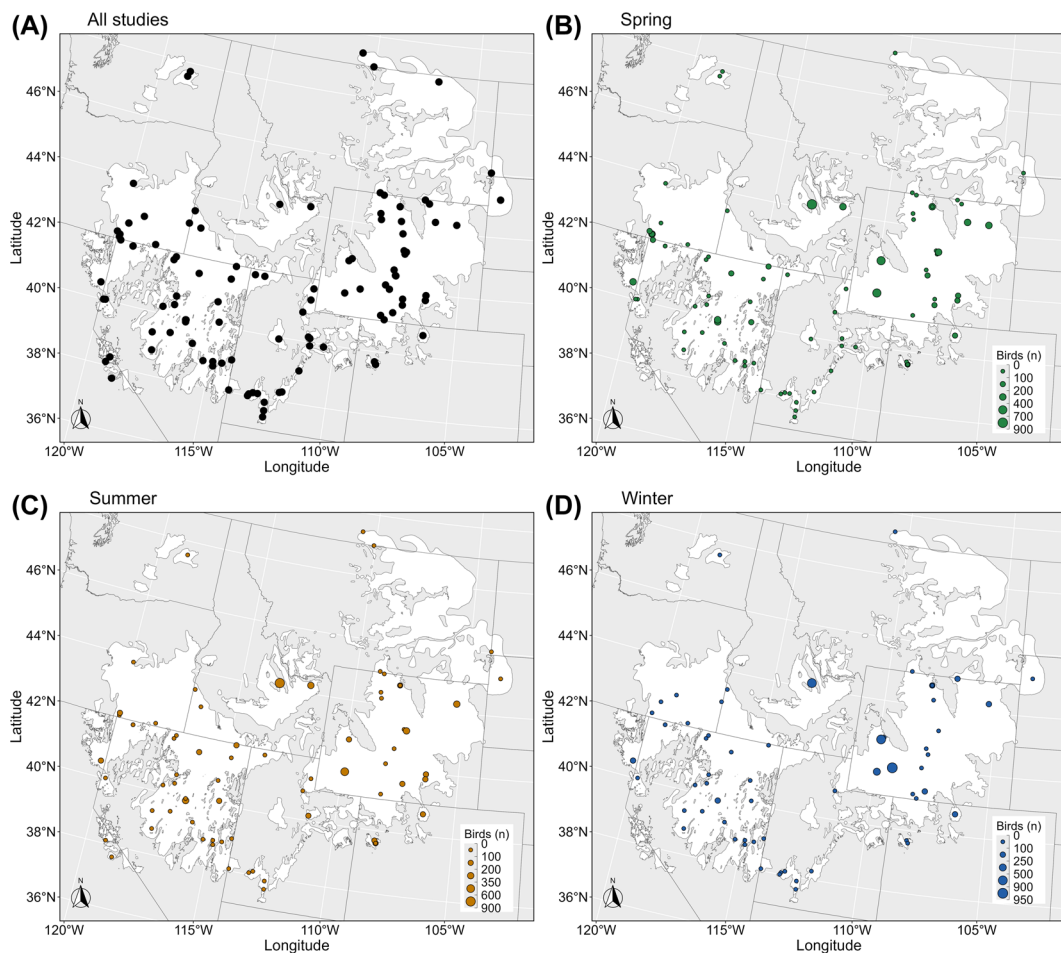 (A) All studies
46°N
44°N
42°N
40°N
38°N
36°N
Latitude
N
120°W 115°W 110°W 105°W
Longitude
(B) Spring
46°N
44°N
42°N
40°N
38°N
36°N
Latitude
N
Birds (n)
0
100
200
400
700
900
120°W 115°W 110°W 105°W
Longitude
(C) Summer
46°N
44°N
42°N
40°N
38°N
36°N
Latitude
N
Birds (n)
0
100
200
350
600
900
120°W 115°W 110°W 105°W
Longitude
(D) Winter
46°N
44°N
42°N
40°N
38°N
36°N
Latitude
N
Birds (n)
0
100
250
500
900
950
120°W 115°W 110°W 105°W
Longitude